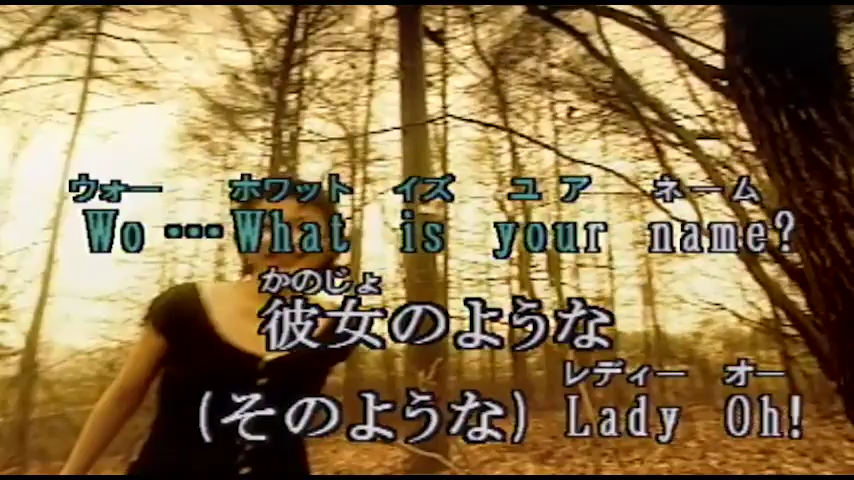 ウォー ホワット イズ ユア ネーム
Wo…What is your name?
かのじょ
彼女のような
レディー オー
(そのような) Lady Oh!